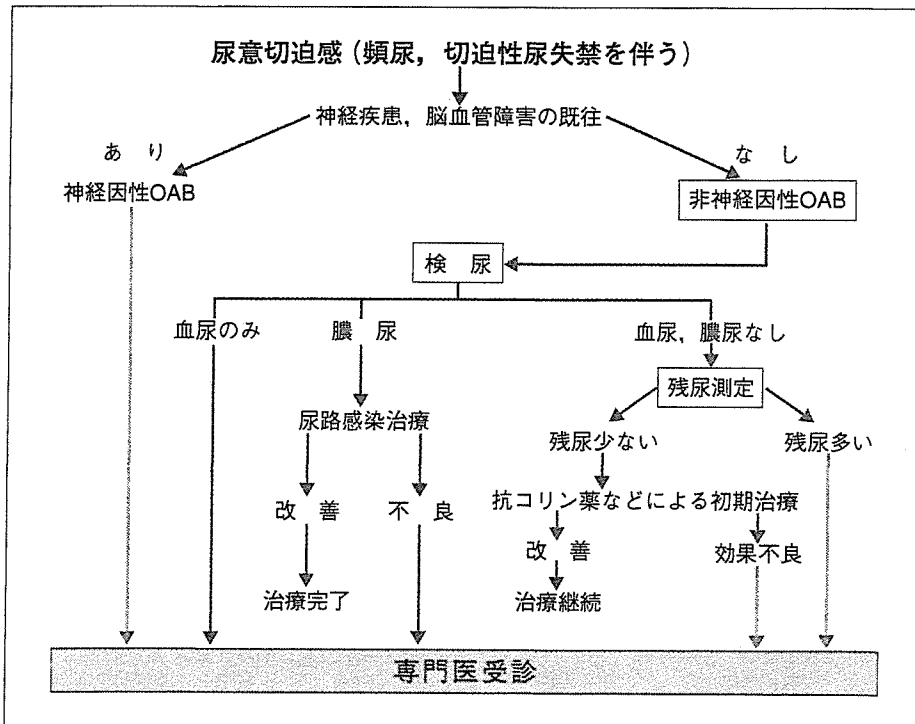 尿意切迫感（頻尿，切迫性尿失禁を伴う）
神経疾患，脳血管障害の既往
あ り
な し
神経因性OAB
非神経因性OAB
検 尿
血尿のみ
膿 尿
血尿，膿尿なし
残尿測定
尿路感染治療
残尿少ない
残尿多い
抗コリン薬などによる初期治療
改 善
不 良
改 善
効果不良
治療完了
治療継続
専門医受診